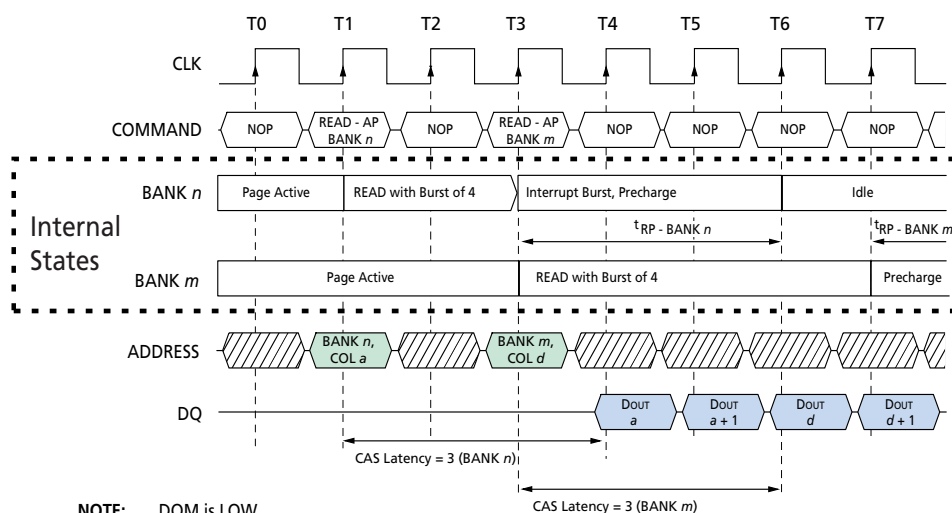 T0 T1 T2 T3 T4 T5 T6 T7
CLK
COMMAND NOP READ - AP BANK n NOP READ - AP BANK m NOP NOP NOP NOP
Internal States
BANK n Page Active READ with Burst of 4 Interrupt Burst, Precharge Idle
tRP - BANK n tRP - BANK m
BANK m Page Active READ with Burst of 4 Precharge
ADDRESS BANK n, COL a BANK m, COL d
DQ DOUT a DOUT a + 1 DOUT d DOUT d + 1
CAS Latency = 3 (BANK n)
CAS Latency = 3 (BANK m)